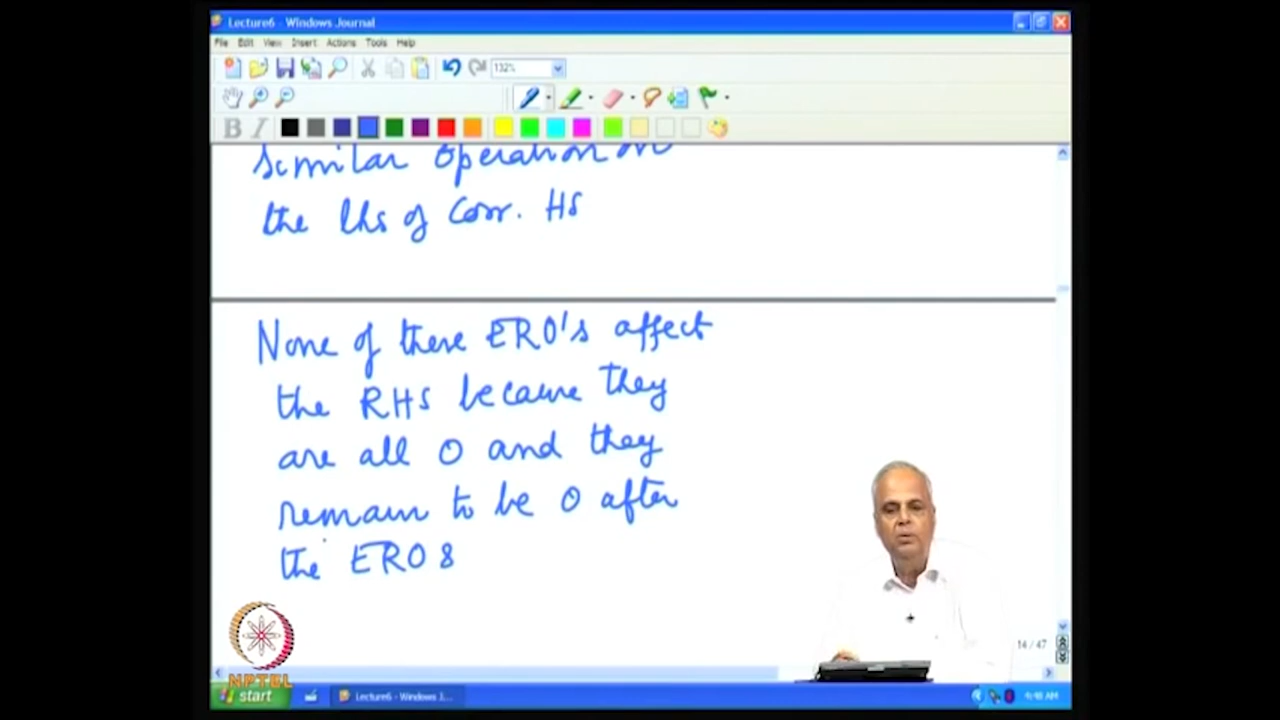 Lecture6 - Windows Journal
File Edit View Insert Actions Tools Help
132%
B I
Similar operation on
the lhs of Corr. HS
None of these ERO's affect
the RHS because they
are all 0 and they
remain to be 0 after
the EROs
14 / 47
NPTEL
start Lecture6 - Windows J...